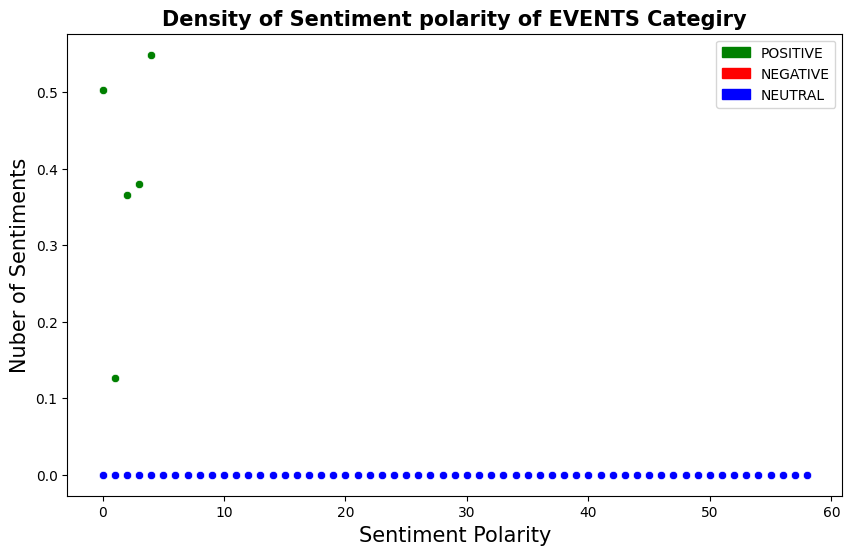 Density of Sentiment polarity of EVENTS Categiry
POSITIVE
NEGATIVE
NEUTRAL
Nuber of Sentiments
0.5
0.4
0.3
0.2
0.1
0.0
0 10 20 30 40 50 60
Sentiment Polarity